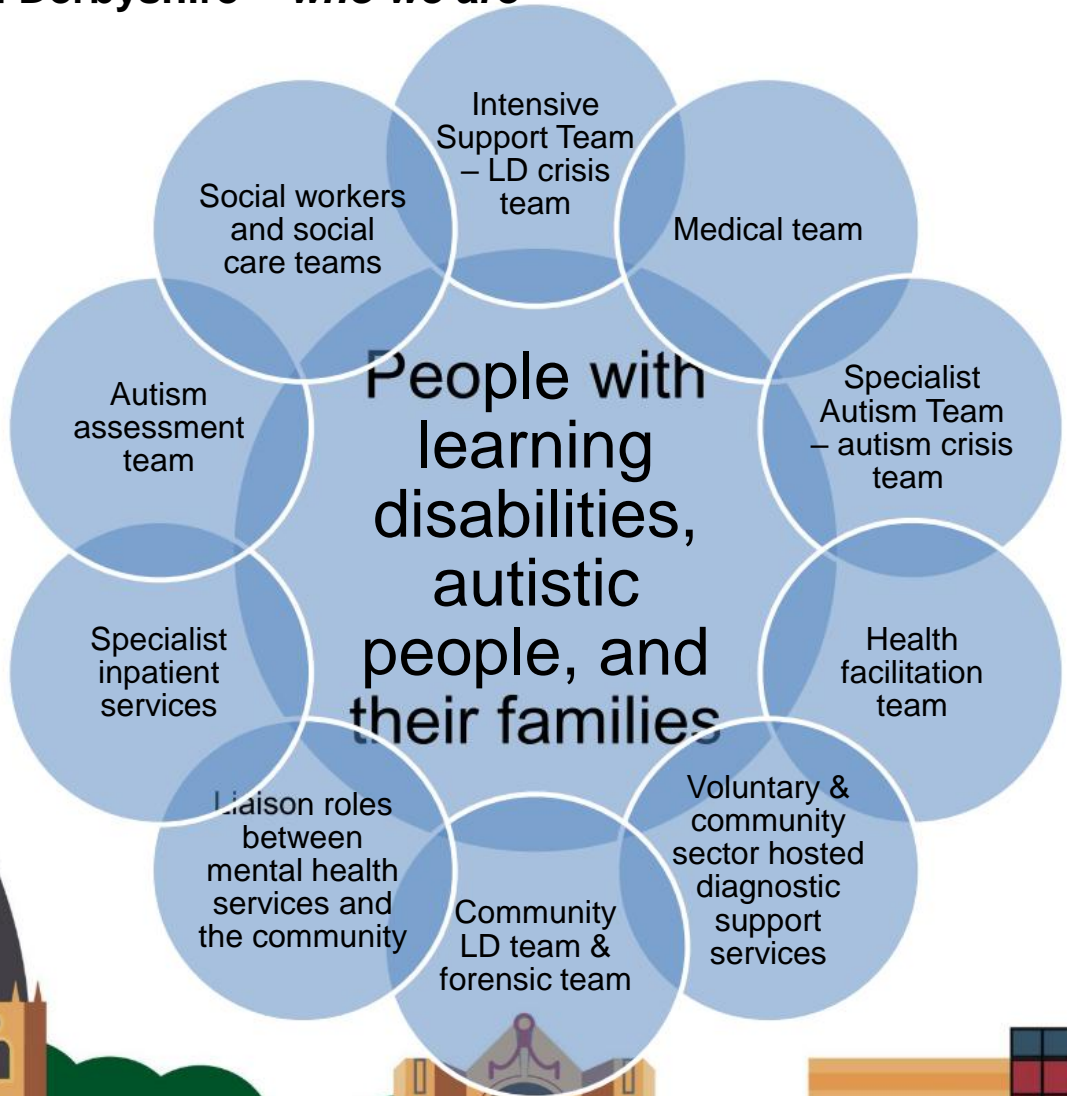 Derbyshire – who we are
Intensive
Support Team
– LD crisis
team
Medical team
Specialist
Autism Team
– autism crisis
team
Health
facilitation
team
Voluntary &
community
sector hosted
diagnostic
support
services
Community
LD team &
forensic team
Liaison roles
between
mental health
services and
the community
Specialist
inpatient
services
Autism
assessment
team
Social workers
and social
care teams
People with
learning
disabilities,
autistic
people, and
their families